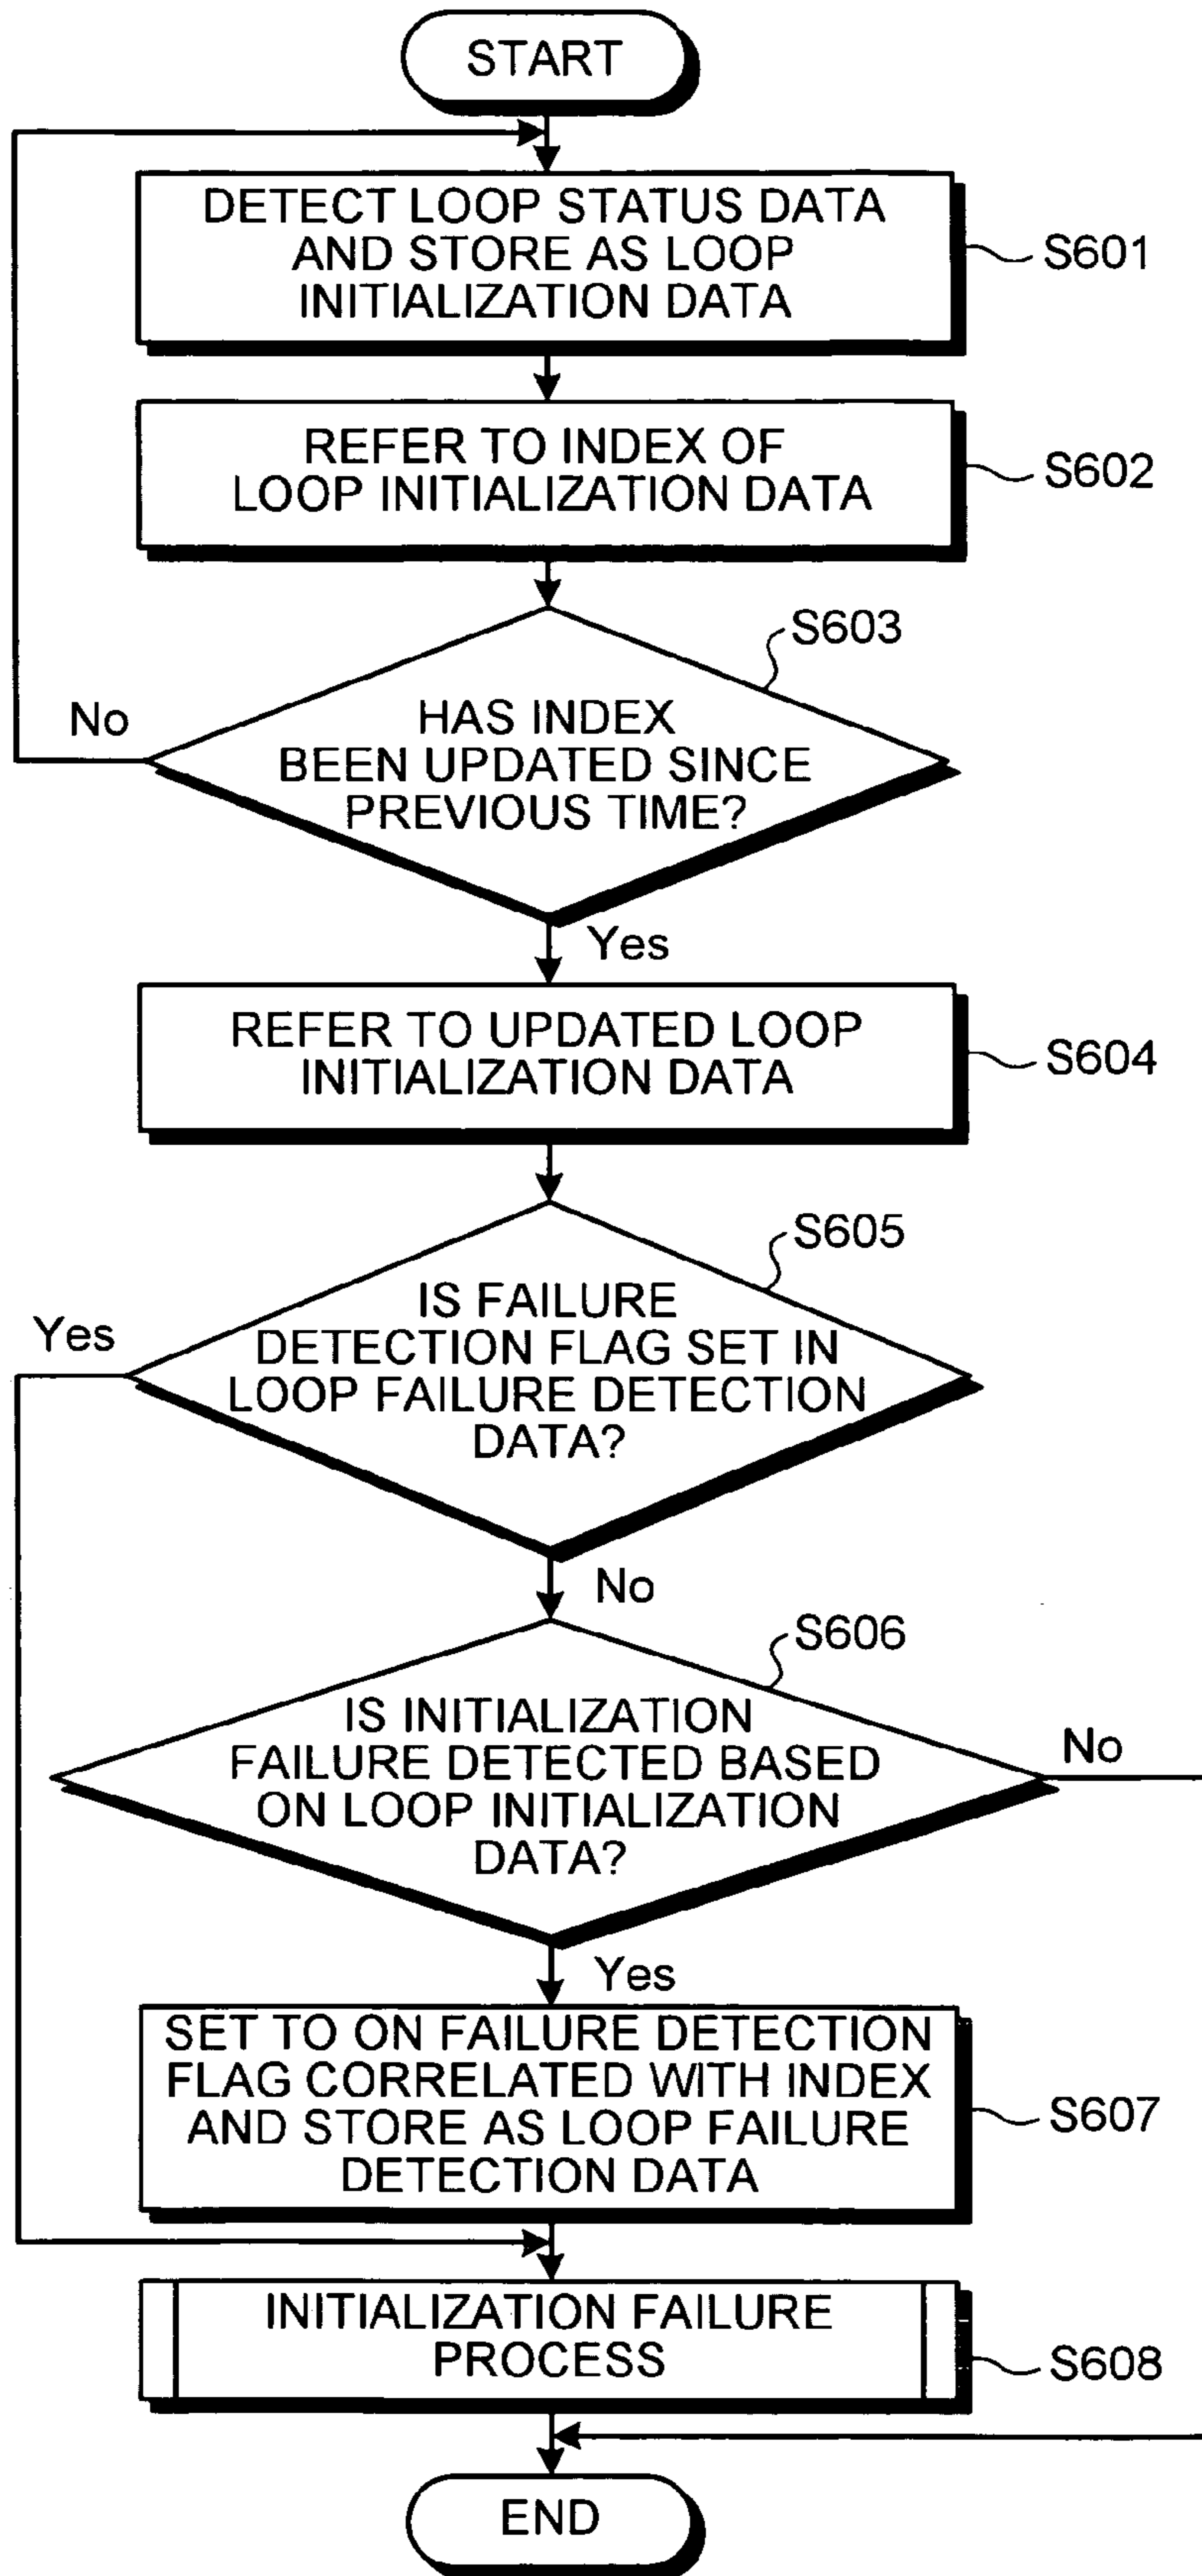 START
DETECT LOOP STATUS DATA
AND STORE AS LOOP
INITIALIZATION DATA
S601
REFER TO INDEX OF
LOOP INITIALIZATION DATA
S602
S603
HAS INDEX
BEEN UPDATED SINCE
PREVIOUS TIME?
No
Yes
REFER TO UPDATED LOOP
INITIALIZATION DATA
S604
S605
IS FAILURE
DETECTION FLAG SET IN
LOOP FAILURE DETECTION
DATA?
Yes
No
S606
IS INITIALIZATION
FAILURE DETECTED BASED
ON LOOP INITIALIZATION
DATA?
No
Yes
SET TO ON FAILURE DETECTION
FLAG CORRELATED WITH INDEX
AND STORE AS LOOP FAILURE
DETECTION DATA
S607
INITIALIZATION FAILURE
PROCESS
S608
END